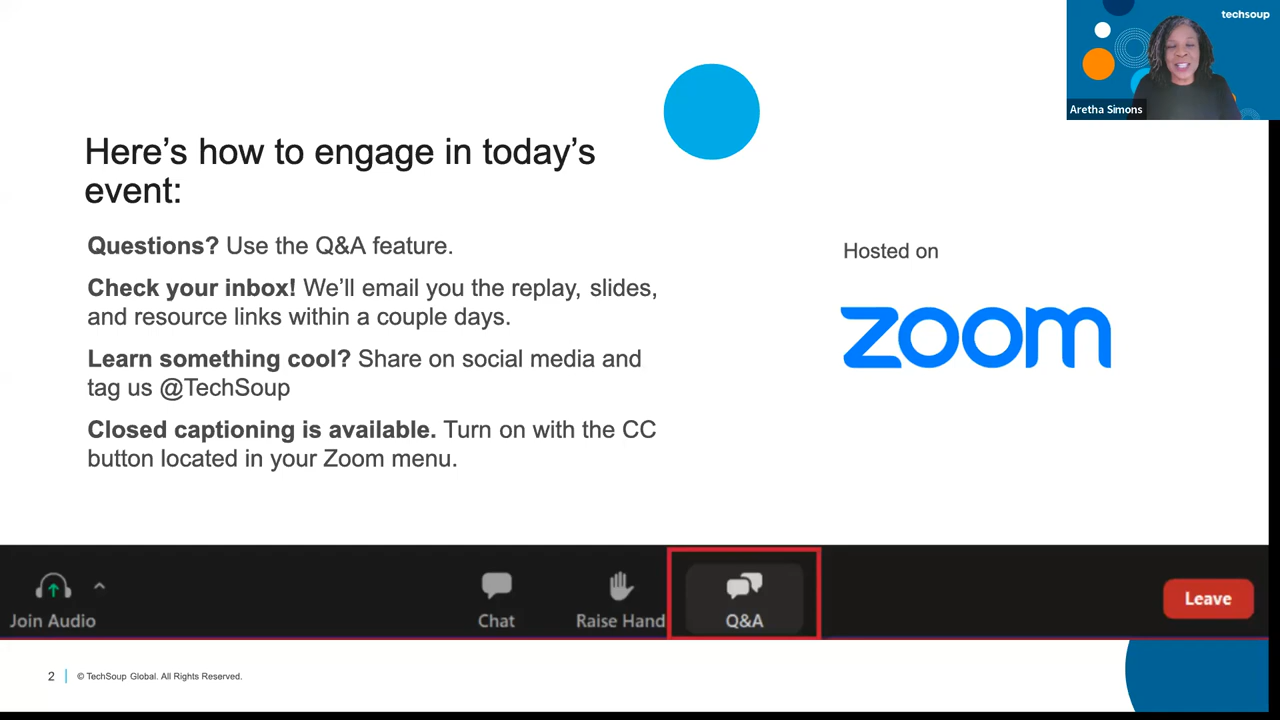 techsoup
Aretha Simons
Here’s how to engage in today’s
event:
Questions? Use the Q&A feature.
Check your inbox! We’ll email you the replay, slides,
and resource links within a couple days.
Learn something cool? Share on social media and
tag us @TechSoup
Closed captioning is available. Turn on with the CC
button located in your Zoom menu.
Hosted on
zoom
Join Audio
Chat
Raise Hand
Q&A
Leave
2
© TechSoup Global. All Rights Reserved.